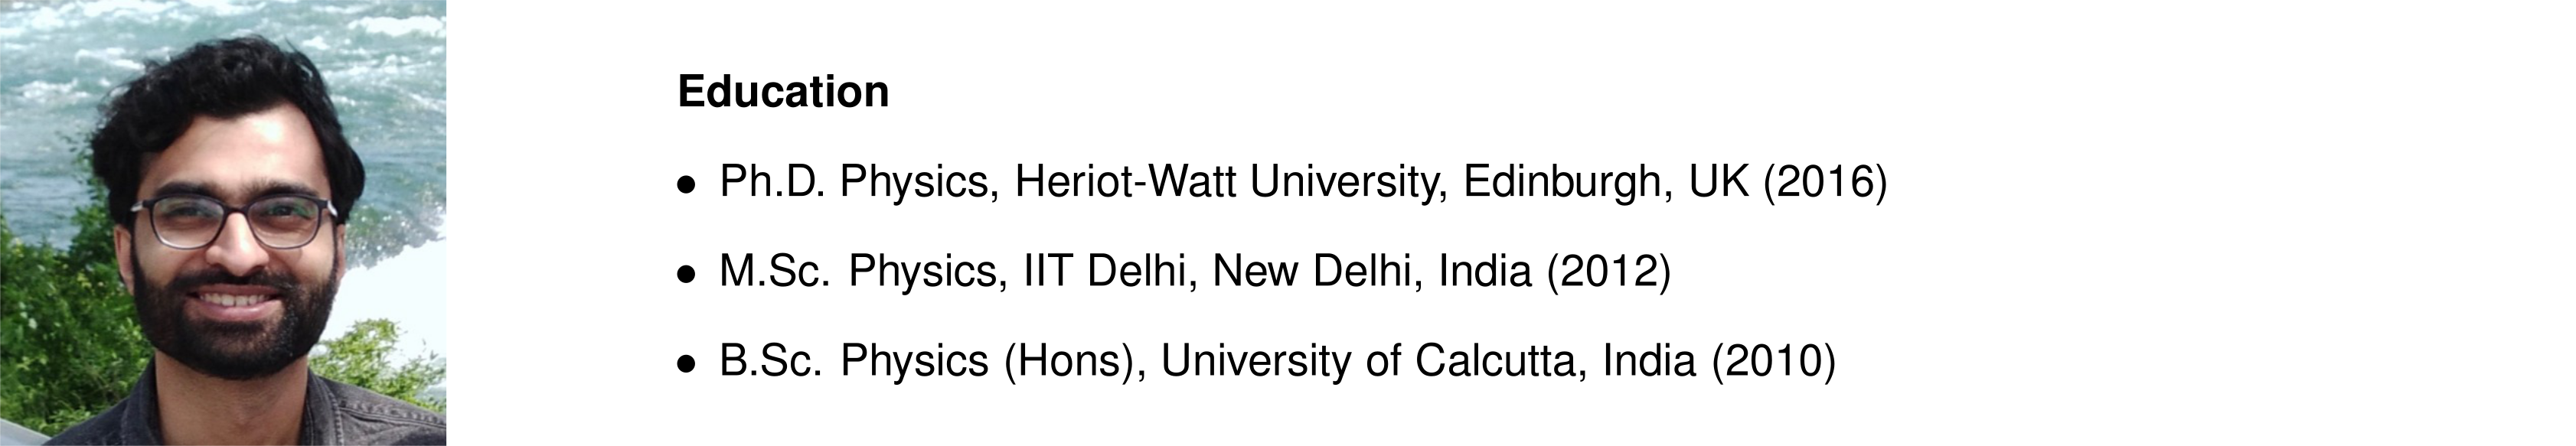 Education
• Ph.D. Physics, Heriot-Watt University, Edinburgh, UK (2016)
• M.Sc. Physics, IIT Delhi, New Delhi, India (2012)
• B.Sc. Physics (Hons), University of Calcutta, India (2010)